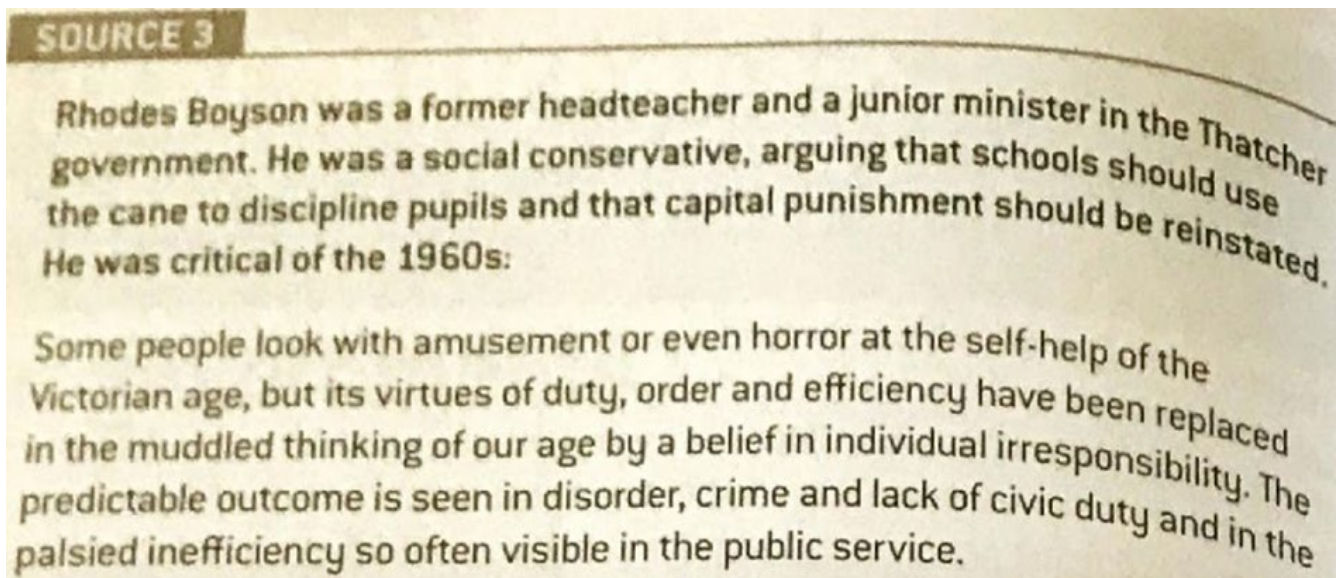 SOURCE 3
Rhodes Boyson was a former headteacher and a junior minister in the Thatcher
government. He was a social conservative, arguing that schools should use
the cane to discipline pupils and that capital punishment should be reinstated.
He was critical of the 1960s:
Some people look with amusement or even horror at the self-help of the
Victorian age, but its virtues of duty, order and efficiency have been replaced
in the muddled thinking of our age by a belief in individual irresponsibility. The
predictable outcome is seen in disorder, crime and lack of civic duty and in the
palsied inefficiency so often visible in the public service.